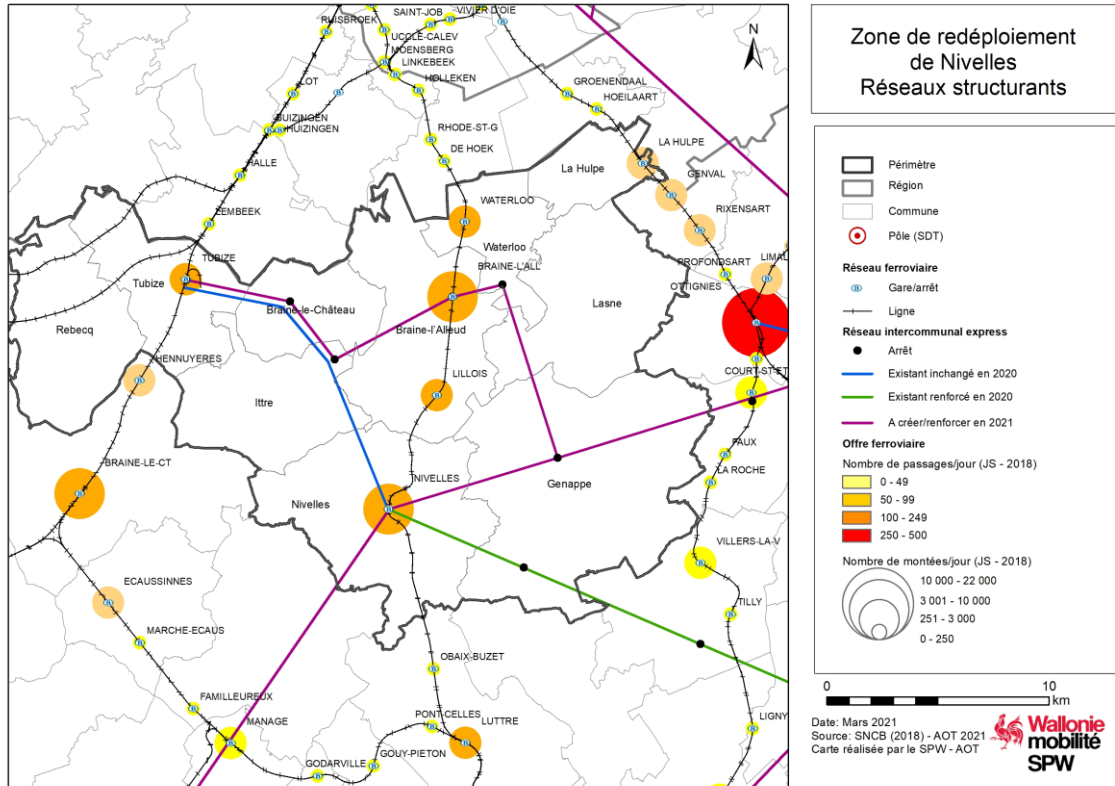 RUISBROEK
SAINT-JOB
VIVIER D'OIE
UCCLE-CALEV
MOENSBERG
LINKEBEEK
HOLLEKEN
LOT
BUIZINGEN
HUIZINGEN
GROENENDAAL
HOEILAART
RHODE-ST-G
DE HOEK
HALLE
LA HULPE
La Hulpe
GENVAL
LEMBEEK
WATERLOO
RIXENSART
TUBIZE
Tubize
Waterloo
BRAINE-L'ALL
PROFONDSART
LIMAL
OTTIGNIES
Rebecq
Braine-le-Château
Braine-l'Alleud
Lasne
HENNUYERES
Ittre
LILLOIS
COURT-ST-ET
BRAINE-LE-CT
NIVELLES
Nivelles
Genappe
FAUX
LA ROCHE
VILLERS-LA-V
ECAUSSINNES
TILLY
MARCHE-ECAUS
OBAIX-BUZET
FAMILLEUREUX
MANAGE
PONT-CELLES
LUTTRE
GOUY-PIETON
GODARVILLE
LIGNY
N
Zone de redéploiement
de Nivelles
Réseaux structurants
Périmètre
Région
Commune
Pôle (SDT)
Réseau ferroviaire
Gare/arrêt
Ligne
Réseau intercommunal express
Arrêt
Existant inchangé en 2020
Existant renforcé en 2020
A créer/renforcer en 2021
Offre ferroviaire
Nombre de passages/jour (JS - 2018)
0 - 49
50 - 99
100 - 249
250 - 500
Nombre de montées/jour (JS - 2018)
10 000 - 22 000
3 001 - 10 000
251 - 3 000
0 - 250
0 10
km
Date: Mars 2021
Source: SNCB (2018) - AOT 2021
Carte réalisée par le SPW - AOT
Wallonie
mobilité
SPW